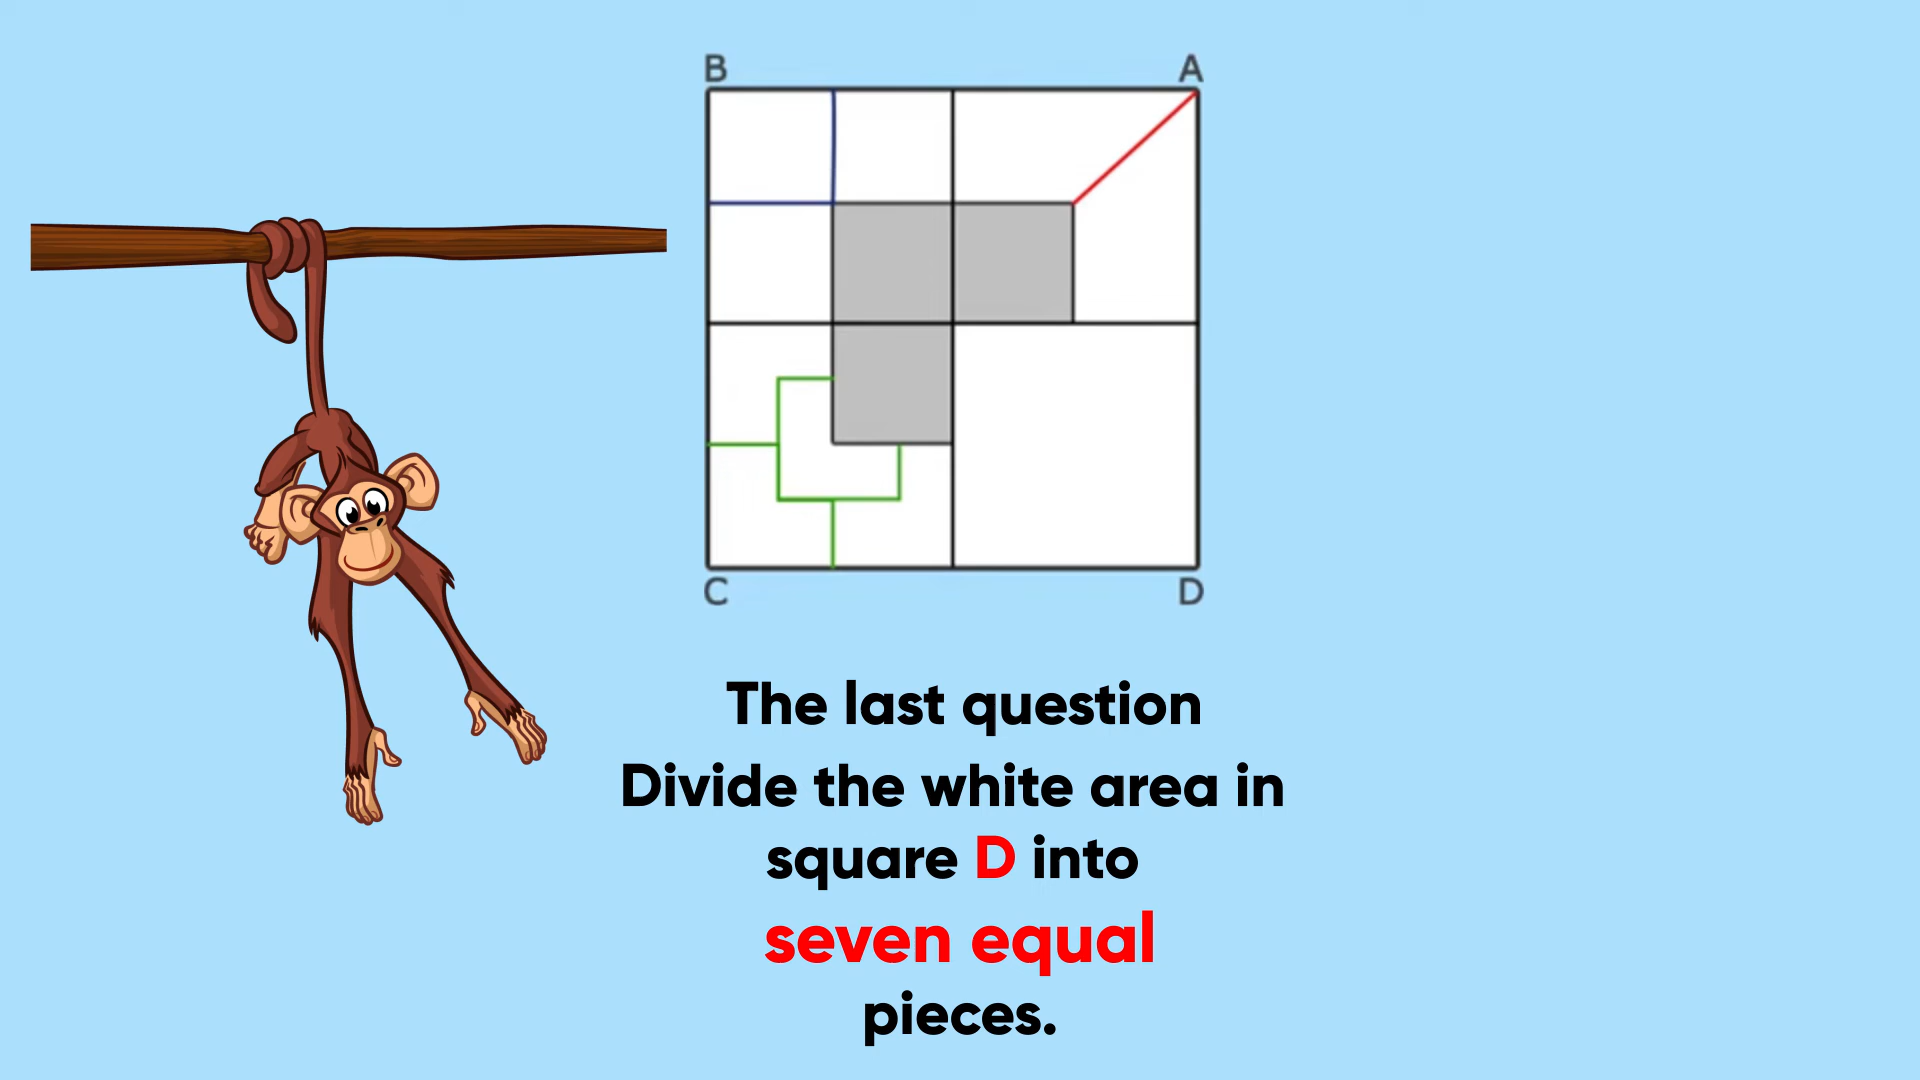 B A
C D
The last question
Divide the white area in
square D into
seven equal
pieces.